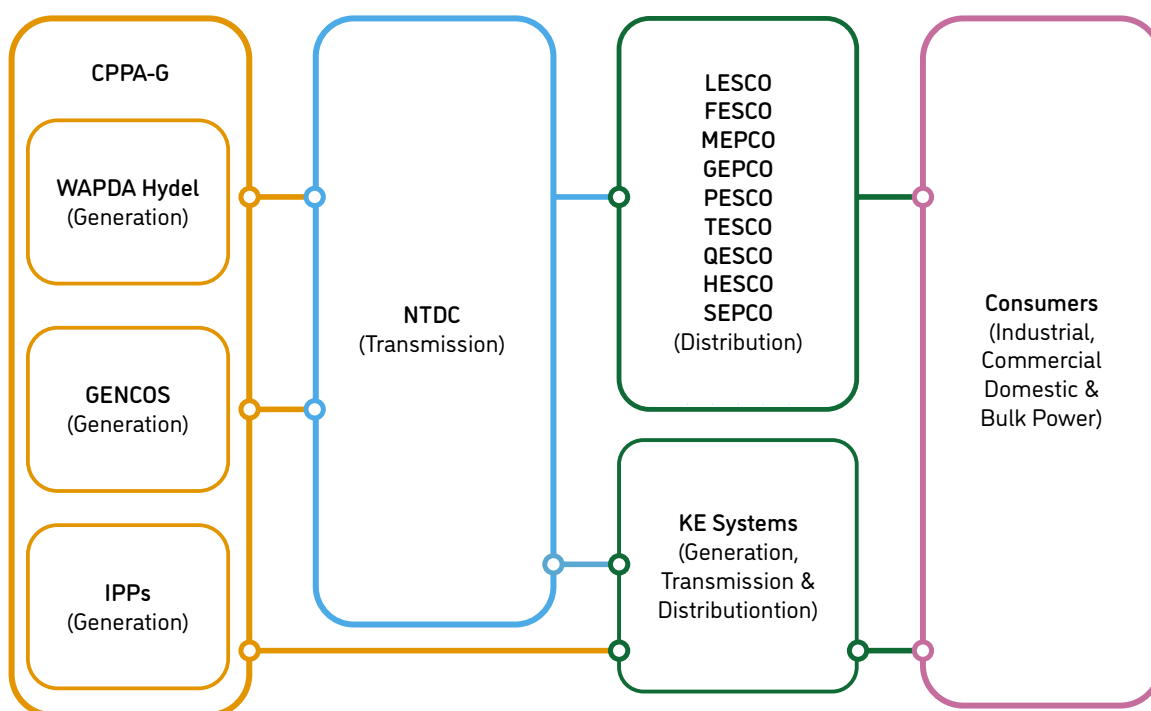 CPPA-G
WAPDA Hydel
(Generation)
GENCOS
(Generation)
IPPs
(Generation)
NTDC
(Transmission)
LESCO
FESCO
MEPCO
GEPCO
PESCO
TESCO
QESCO
HESCO
SEPCO
(Distribution)
KE Systems
(Generation,
Transmission &
Distributiontion)
Consumers
(Industrial,
Commercial
Domestic &
Bulk Power)